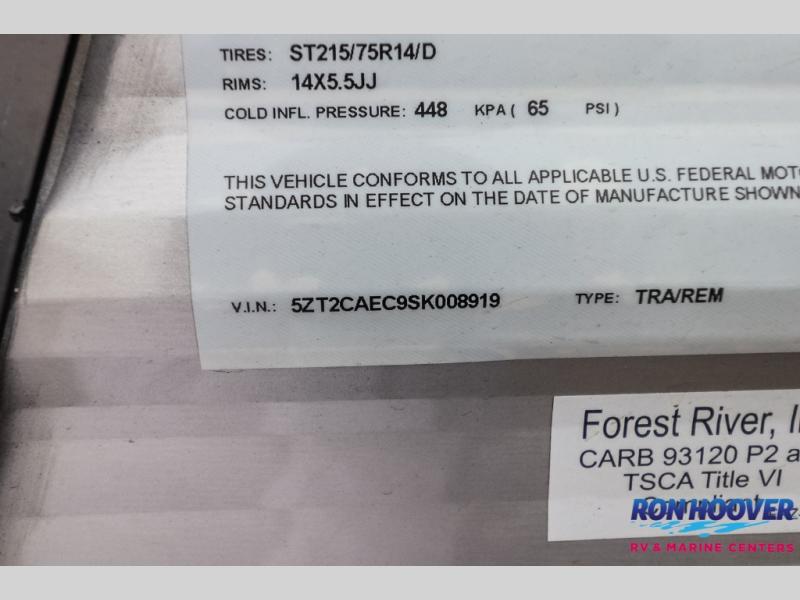 TIRES: ST215/75R14/D
RIMS: 14X5.5JJ
COLD INFL. PRESSURE: 448 KPA ( 65 PSI )
THIS VEHICLE CONFORMS TO ALL APPLICABLE U.S. FEDERAL
STANDARDS IN EFFECT ON THE DATE OF MANUFACTURE SHOWN
V.I.N.: 5ZT2CAEC9SK008919 TYPE: TRA/REM
Forest River,
CARB 93120 P2
TSCA Title VI
RON HOOVER
RV & MARINE CENTERS